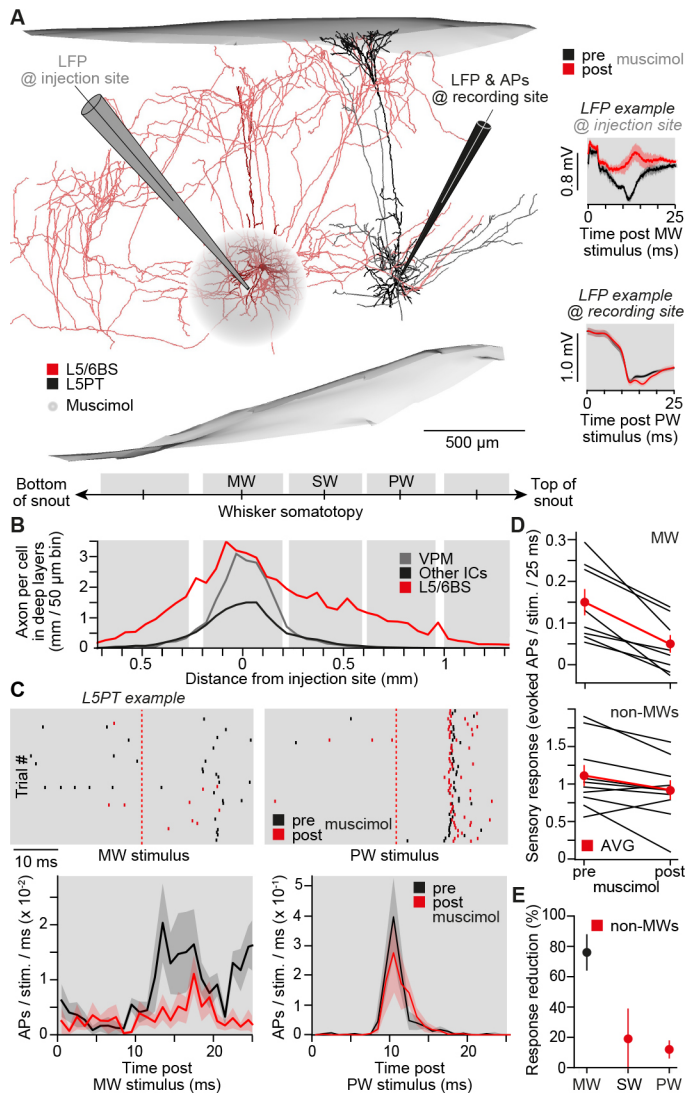 A
LFP
@ injection site
LFP & APs
@ recording site
pre
post
muscimol
LFP example
@ injection site
0.8 mV
0
25
Time post MW
stimulus (ms)
LFP example
@ recording site
1.0 mV
0
25
Time post PW
stimulus (ms)
L5/6BS
L5PT
Muscimol
500 µm
Bottom
of snout
MW
SW
PW
Top of
snout
Whisker somatotopy
B
Axon per cell
in deep layers
(mm / 50 µm bin)
3
2
1
0
VPM
Other ICs
L5/6BS
0.5
0
0.5
1
Distance from injection site (mm)
C
L5PT example
Trial #
pre
post
muscimol
10 ms
MW stimulus
PW stimulus
APs / stim. / ms (x 10⁻²)
3
2
1
0
0
10
20
Time post
MW stimulus (ms)
APs / stim. / ms (x 10⁻¹)
5
4
3
2
1
0
pre
post
muscimol
0
10
20
Time post
PW stimulus (ms)
D
Sensory response (evoked APs / stim. / 25 ms)
MW
0.3
0.2
0.15
0.1
0
non-MWs
2
1.5
1
0.5
0
AVG
pre
post
muscimol
E
Response reduction (%)
100
80
60
40
20
0
non-MWs
MW
SW
PW